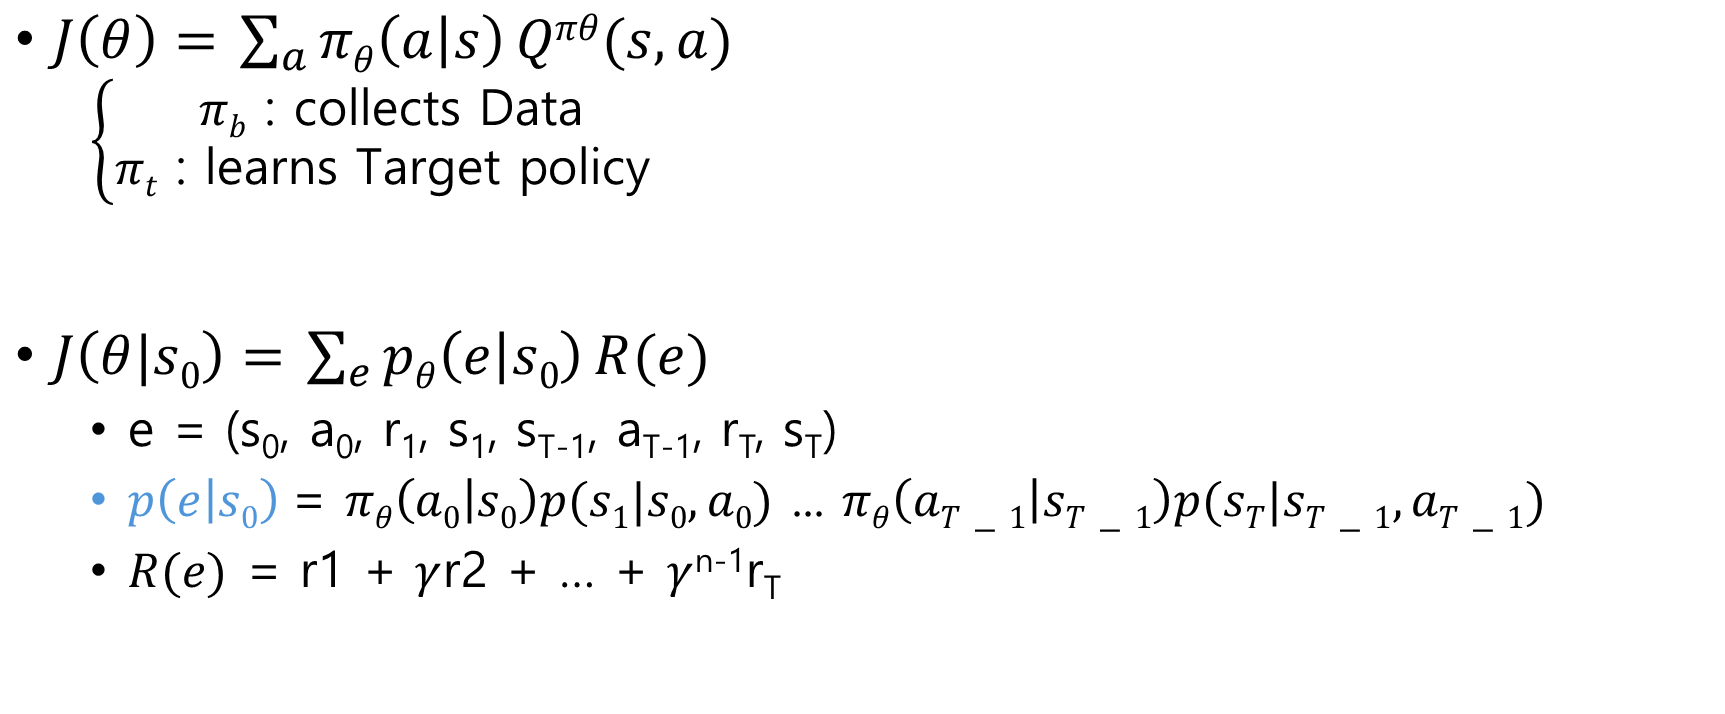 • J(θ) = ∑ₐ π_θ(a|s) Q^{πθ}(s, a)
{ π_b : collects Data
π_t : learns Target policy
• J(θ|s₀) = ∑ₑ p_θ(e|s₀) R(e)
• e = (s₀, a₀, r₁, s₁, s_{T-1}, a_{T-1}, r_T, s_T)
• p(e|s₀) = π_θ(a₀|s₀)p(s₁|s₀, a₀) ... π_θ(a_{T _ 1}|s_{T _ 1})p(s_T|s_{T _ 1}, a_{T _ 1})
• R(e) = r1 + γr2 + ... + γ^{n-1}r_T